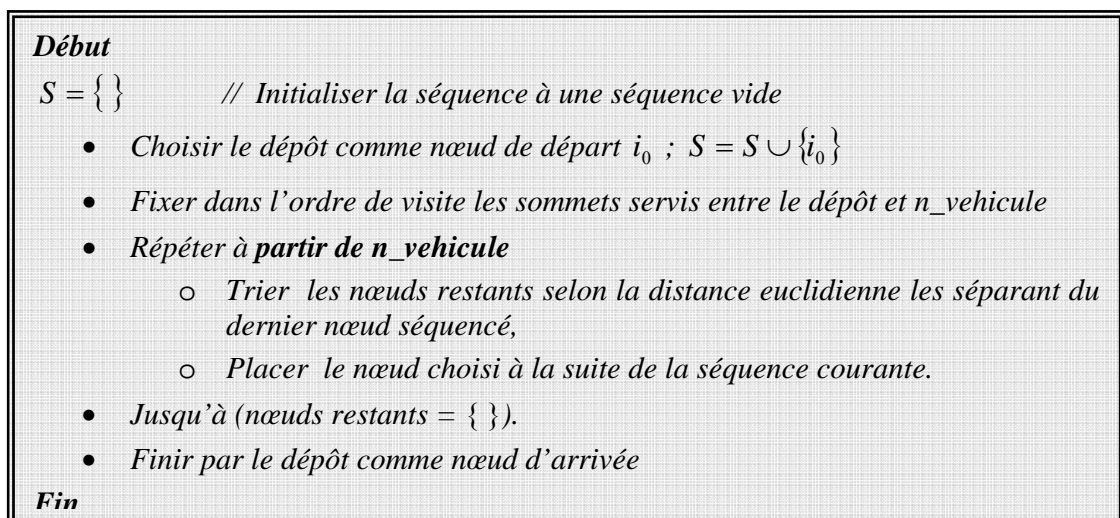 Début
S = { } // Initialiser la séquence à une séquence vide
• Choisir le dépôt comme nœud de départ i₀ ; S = S ∪ {i₀}
• Fixer dans l’ordre de visite les sommets servis entre le dépôt et n_vehicule
• Répéter à partir de n_vehicule
o Trier les nœuds restants selon la distance euclidienne les séparant du
dernier nœud séquencé,
o Placer le nœud choisi à la suite de la séquence courante.
• Jusqu’à (nœuds restants = { }).
• Finir par le dépôt comme nœud d’arrivée
Fin